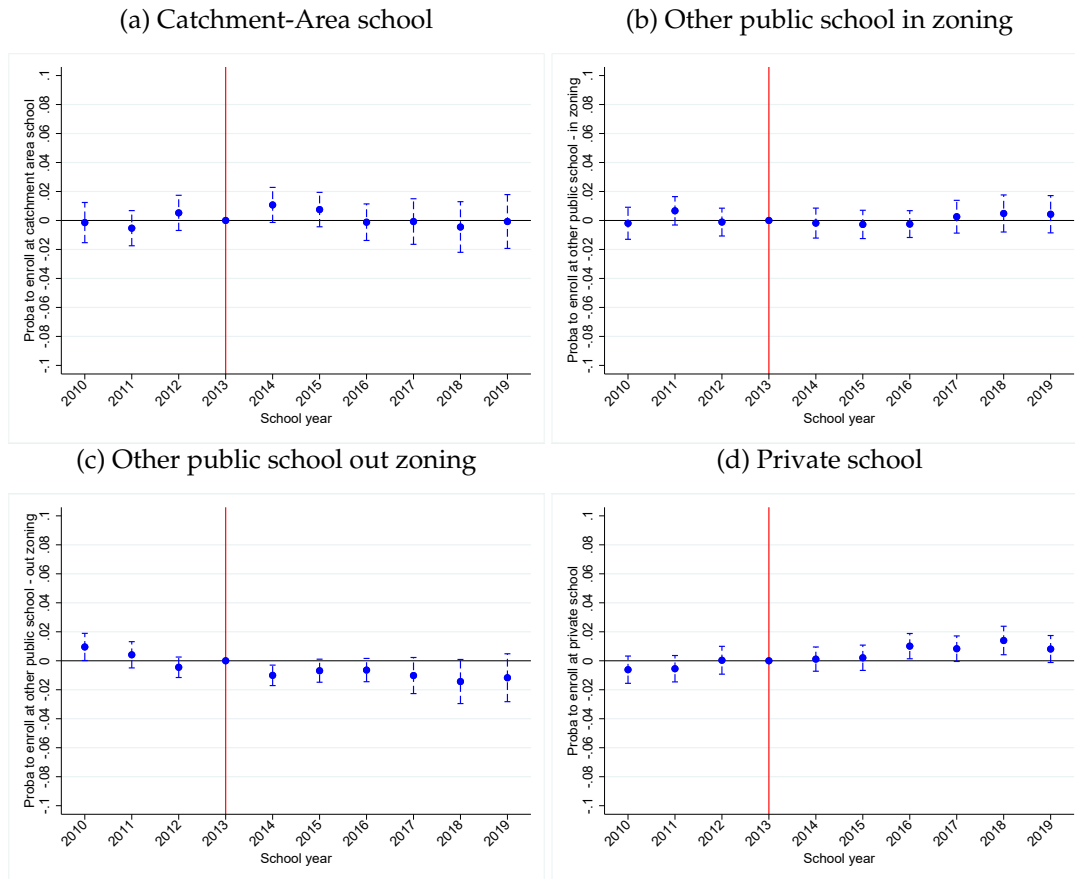 (a) Catchment-Area school
Proba to enroll at catchment area school
.1
.08
.06
.04
.02
0
-.02
-.04
-.06
-.08
-.1
2010 2011 2012 2013 2014 2015 2016 2017 2018 2019
School year
(b) Other public school in zoning
Proba to enroll at other public school - in zoning
.1
.08
.06
.04
.02
0
-.02
-.04
-.06
-.08
-.1
2010 2011 2012 2013 2014 2015 2016 2017 2018 2019
School year
(c) Other public school out zoning
Proba to enroll at other public school - out zoning
.1
.08
.06
.04
.02
0
-.02
-.04
-.06
-.08
-.1
2010 2011 2012 2013 2014 2015 2016 2017 2018 2019
School year
(d) Private school
Proba to enroll at private school
.1
.08
.06
.04
.02
0
-.02
-.04
-.06
-.08
-.1
2010 2011 2012 2013 2014 2015 2016 2017 2018 2019
School year